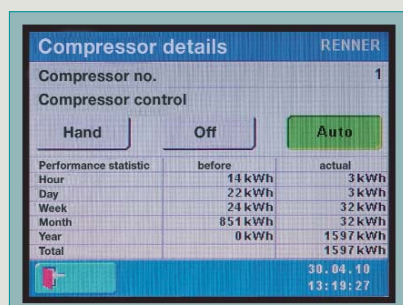 Compressor details RENNER
Compressor no. 1
Compressor control
Hand Off Auto
Performance statistic before actual
Hour 14 kWh 3 kWh
Day 22 kWh 3 kWh
Week 24 kWh 32 kWh
Month 851 kWh 32 kWh
Year 0 kWh 1597 kWh
Total 1597 kWh
30.04.10
13:19:27